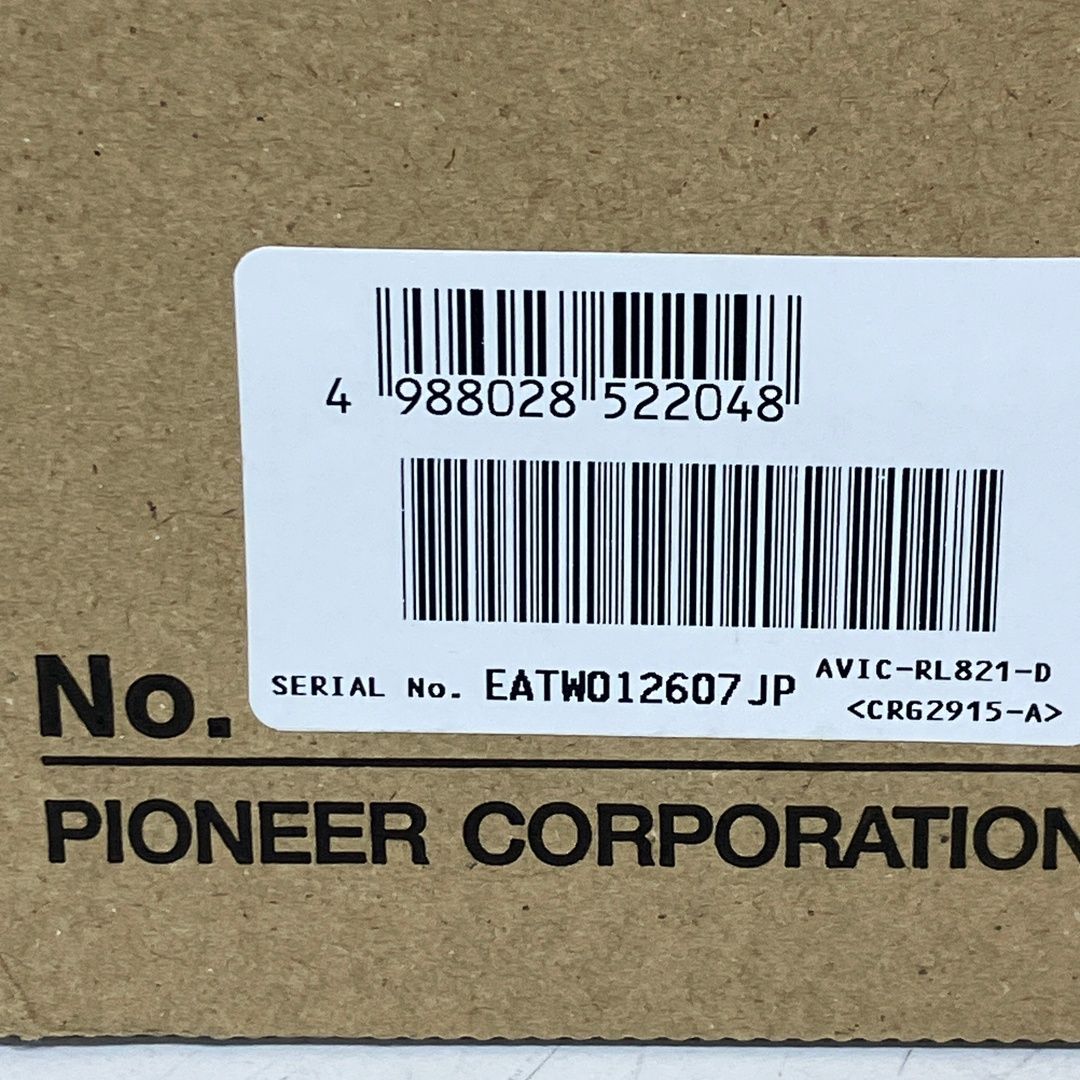 4 988028 522048
SERIAL No. EATW012607JP AVIC-RL821-D
<CRG2915-A>
No.
PIONEER CORPORATION